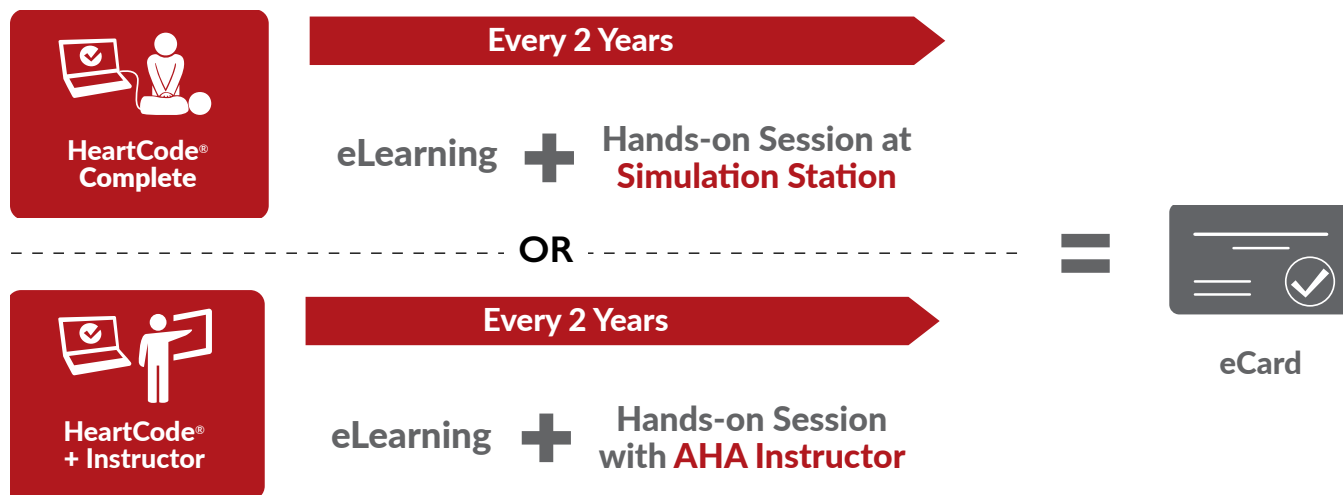 HeartCode®
Complete
Every 2 Years
eLearning
Hands-on Session at
Simulation Station
OR
=
eCard
HeartCode®
+ Instructor
Every 2 Years
eLearning
+
Hands-on Session
with AHA Instructor